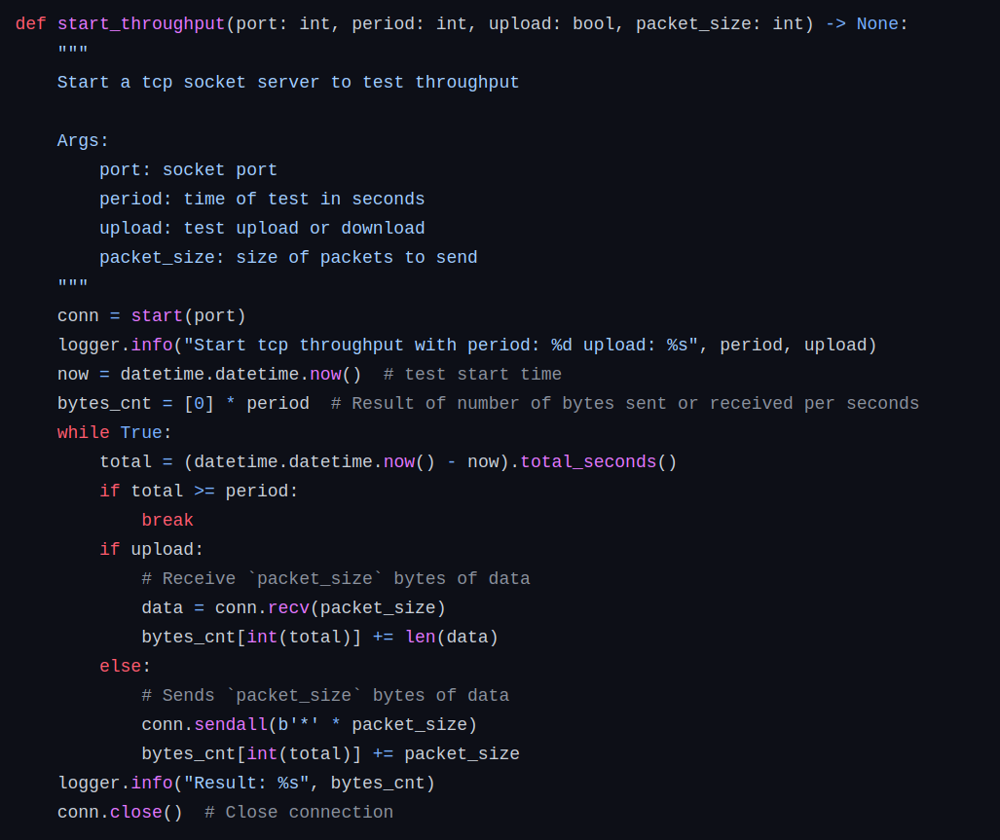 def start_throughput(port: int, period: int, upload: bool, packet_size: int) -> None:
    """
    Start a tcp socket server to test throughput

    Args:
        port: socket port
        period: time of test in seconds
        upload: test upload or download
        packet_size: size of packets to send
    """
    conn = start(port)
    logger.info("Start tcp throughput with period: %d upload: %s", period, upload)
    now = datetime.datetime.now()  # test start time
    bytes_cnt = [0] * period  # Result of number of bytes sent or received per seconds
    while True:
        total = (datetime.datetime.now() - now).total_seconds()
        if total >= period:
            break
        if upload:
            # Receive `packet_size` bytes of data
            data = conn.recv(packet_size)
            bytes_cnt[int(total)] += len(data)
        else:
            # Sends `packet_size` bytes of data
            conn.sendall(b'*' * packet_size)
            bytes_cnt[int(total)] += packet_size
    logger.info("Result: %s", bytes_cnt)
    conn.close()  # Close connection